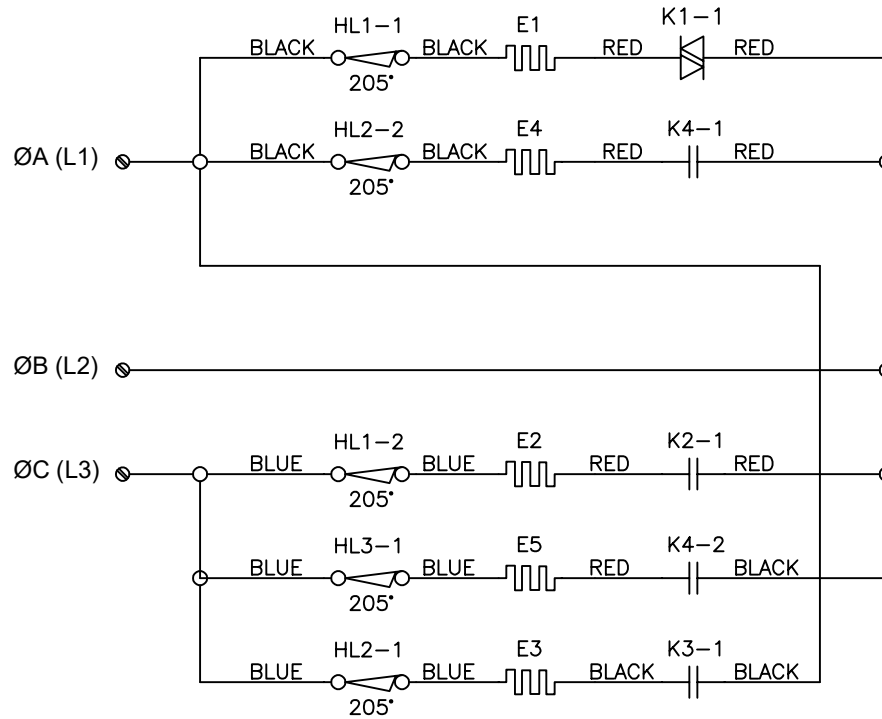 HL1-1 E1 K1-1
BLACK BLACK RED RED
205°
HL2-2 E4 K4-1
ØA (L1) BLACK BLACK RED RED
205°
ØB (L2)
HL1-2 E2 K2-1
ØC (L3) BLUE BLUE RED RED
205°
HL3-1 E5 K4-2
BLUE BLUE RED BLACK
205°
HL2-1 E3 K3-1
BLUE BLUE BLACK BLACK
205°